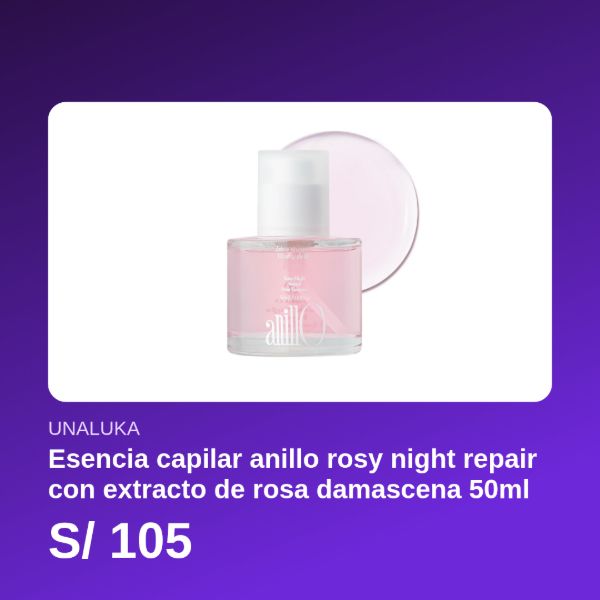 anillO
UNALUKA
Esencia capilar anillo rosy night repair
con extracto de rosa damascena 50ml
S/ 105